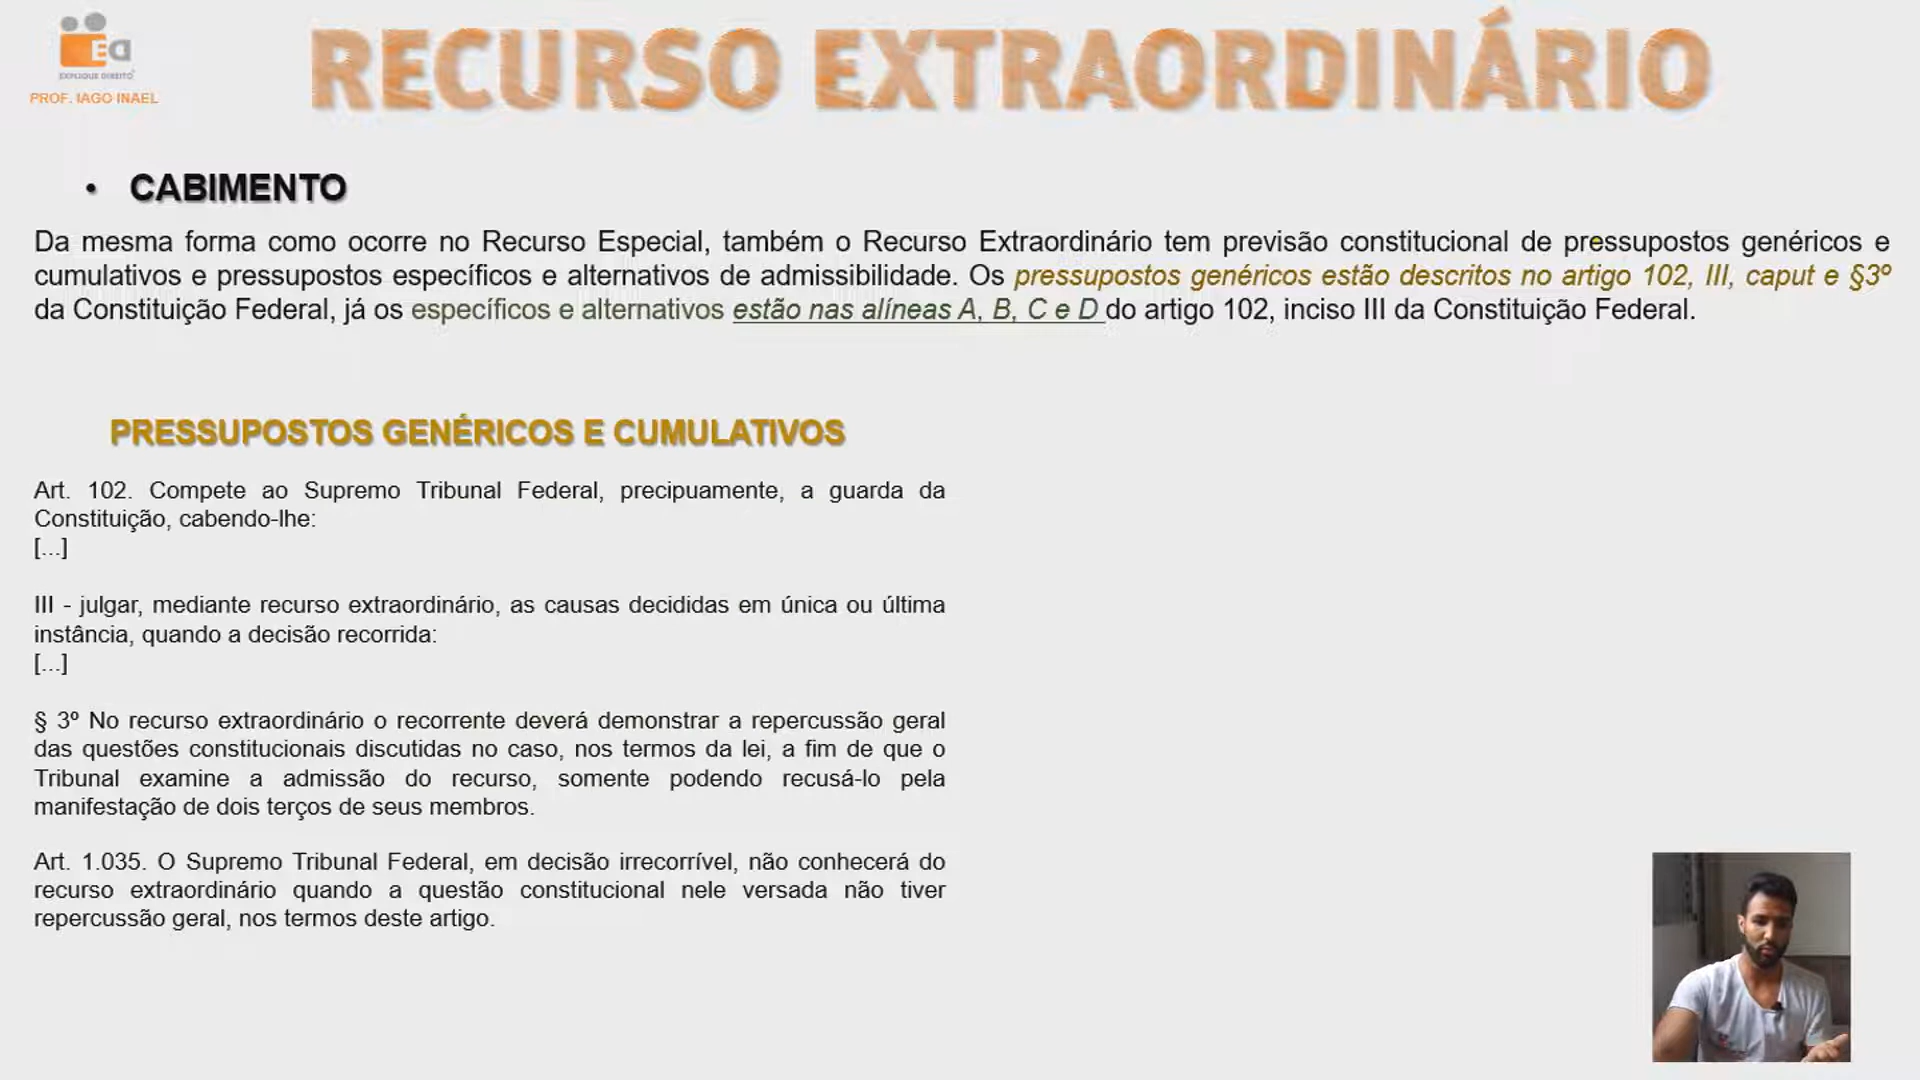 ED
EXPLIQUE DIREITO
PROF. IAGO INAEL
RECURSO EXTRAORDINÁRIO
• CABIMENTO
Da mesma forma como ocorre no Recurso Especial, também o Recurso Extraordinário tem previsão constitucional de pressupostos genéricos e
cumulativos e pressupostos específicos e alternativos de admissibilidade. Os pressupostos genéricos estão descritos no artigo 102, III, caput e §3º
da Constituição Federal, já os específicos e alternativos estão nas alíneas A, B, C e D do artigo 102, inciso III da Constituição Federal.
PRESSUPOSTOS GENÉRICOS E CUMULATIVOS
Art. 102. Compete ao Supremo Tribunal Federal, precipuamente, a guarda da
Constituição, cabendo-lhe:
[...]
III - julgar, mediante recurso extraordinário, as causas decididas em única ou última
instância, quando a decisão recorrida:
[...]
§ 3º No recurso extraordinário o recorrente deverá demonstrar a repercussão geral
das questões constitucionais discutidas no caso, nos termos da lei, a fim de que o
Tribunal examine a admissão do recurso, somente podendo recusá-lo pela
manifestação de dois terços de seus membros.
Art. 1.035. O Supremo Tribunal Federal, em decisão irrecorrível, não conhecerá do
recurso extraordinário quando a questão constitucional nele versada não tiver
repercussão geral, nos termos deste artigo.